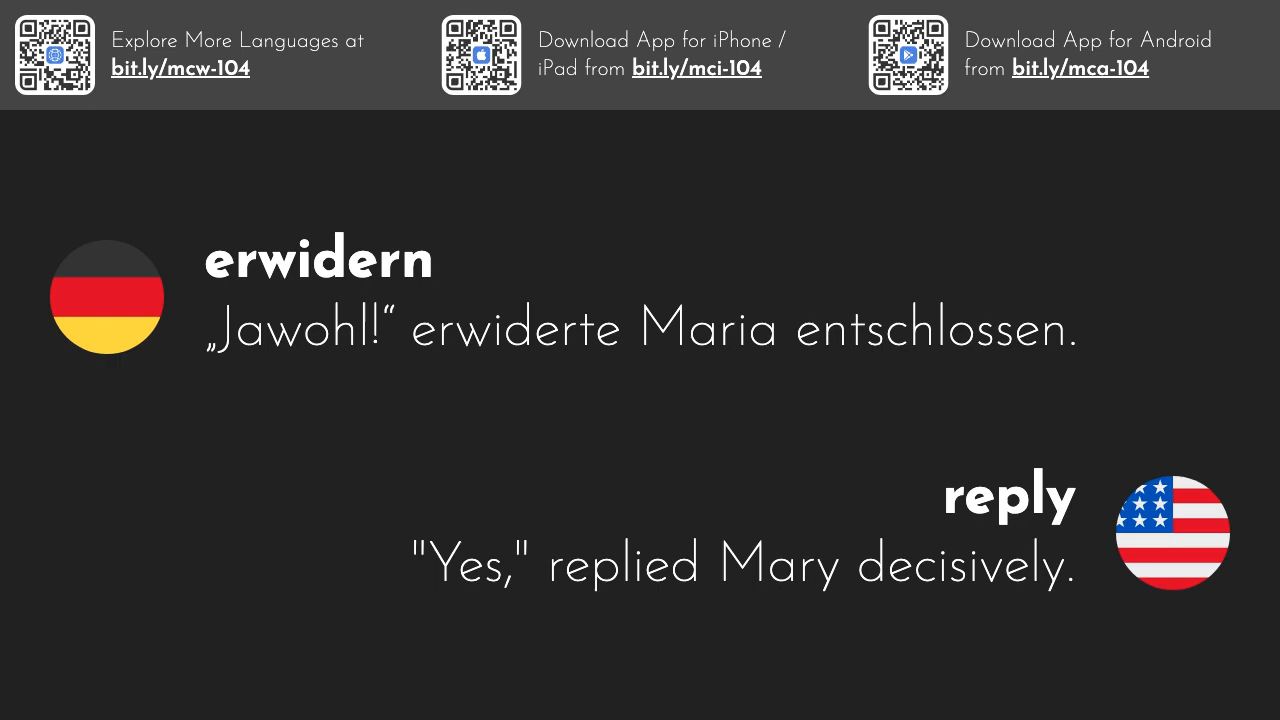 Explore More Languages at
bit.ly/mcw-104
Download App for iPhone /
iPad from bit.ly/mci-104
Download App for Android
from bit.ly/mca-104
erwidern
„Jawohl!“ erwiderte Maria entschlossen.
reply
"Yes," replied Mary decisively.